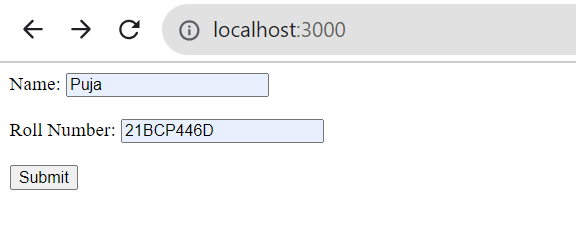 localhost:3000
Name: Puja
Roll Number: 21BCP446D
Submit